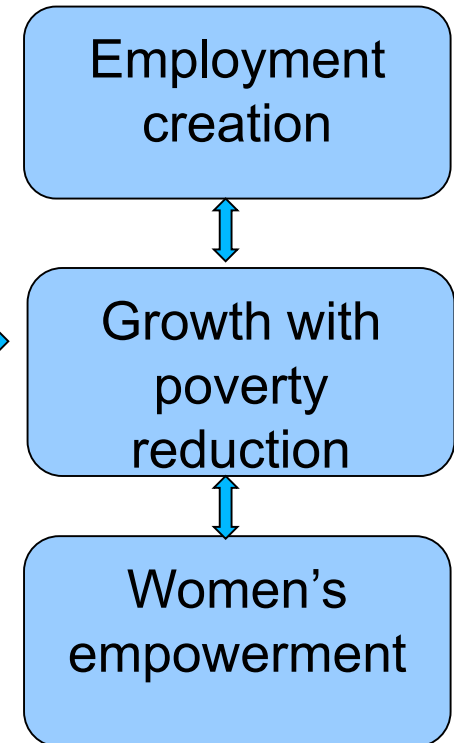 Employment
creation
Growth with
poverty
reduction
Women’s
empowerment